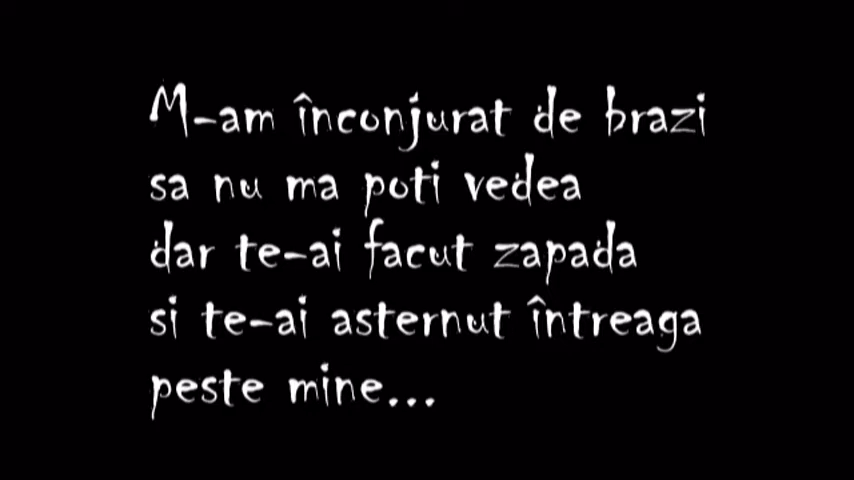 M-am înconjurat de brazi
sa nu ma poti vedea
dar te-ai facut zapada
si te-ai asternut întreaga
peste mine...